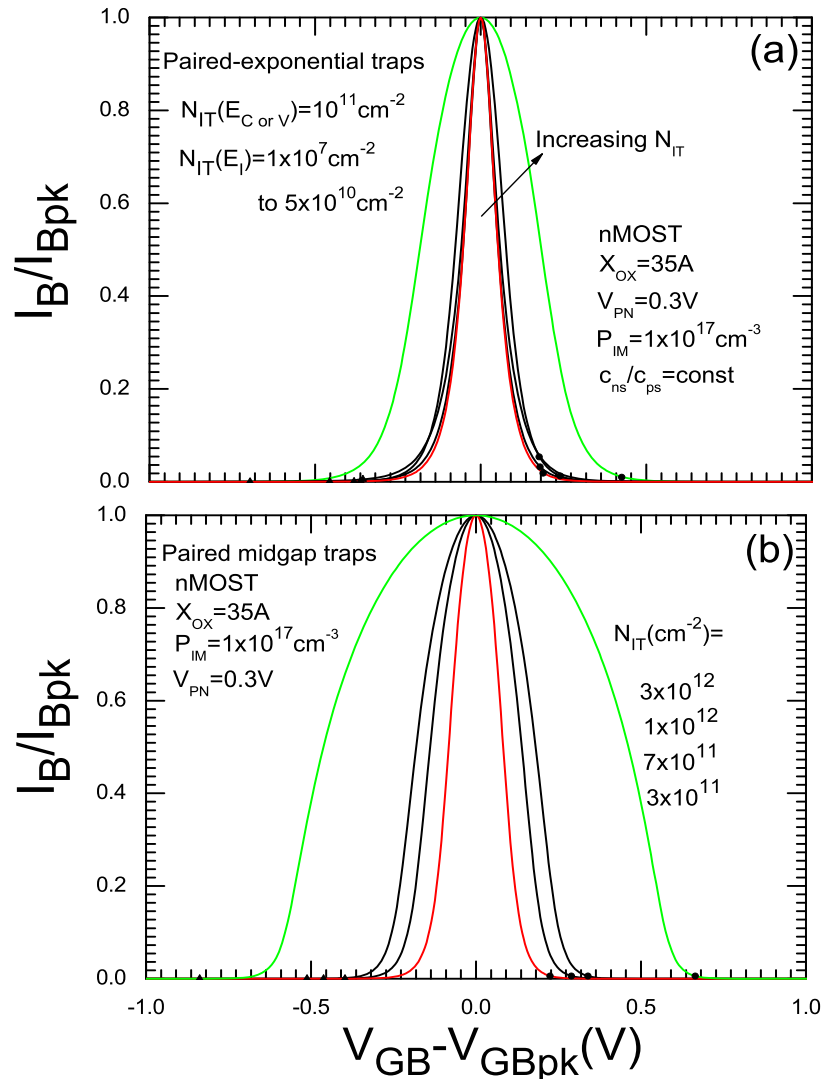 (a)
Paired-exponential traps
N_IT(E_C or V)=10^11cm^-2
N_IT(E_I)=1x10^7cm^-2
to 5x10^10cm^-2
Increasing N_IT
nMOST
X_OX=35A
V_PN=0.3V
P_IM=1x10^17cm^-3
c_ns/c_ps=const
I_B/I_Bpk
1.0
0.8
0.6
0.4
0.2
0.0
(b)
Paired midgap traps
nMOST
X_OX=35A
P_IM=1x10^17cm^-3
V_PN=0.3V
N_IT(cm^-2)=
3x10^12
1x10^12
7x10^11
3x10^11
I_B/I_Bpk
1.0
0.8
0.6
0.4
0.2
0.0
-1.0 -0.5 0.0 0.5 1.0
V_GB-V_GBpk(V)